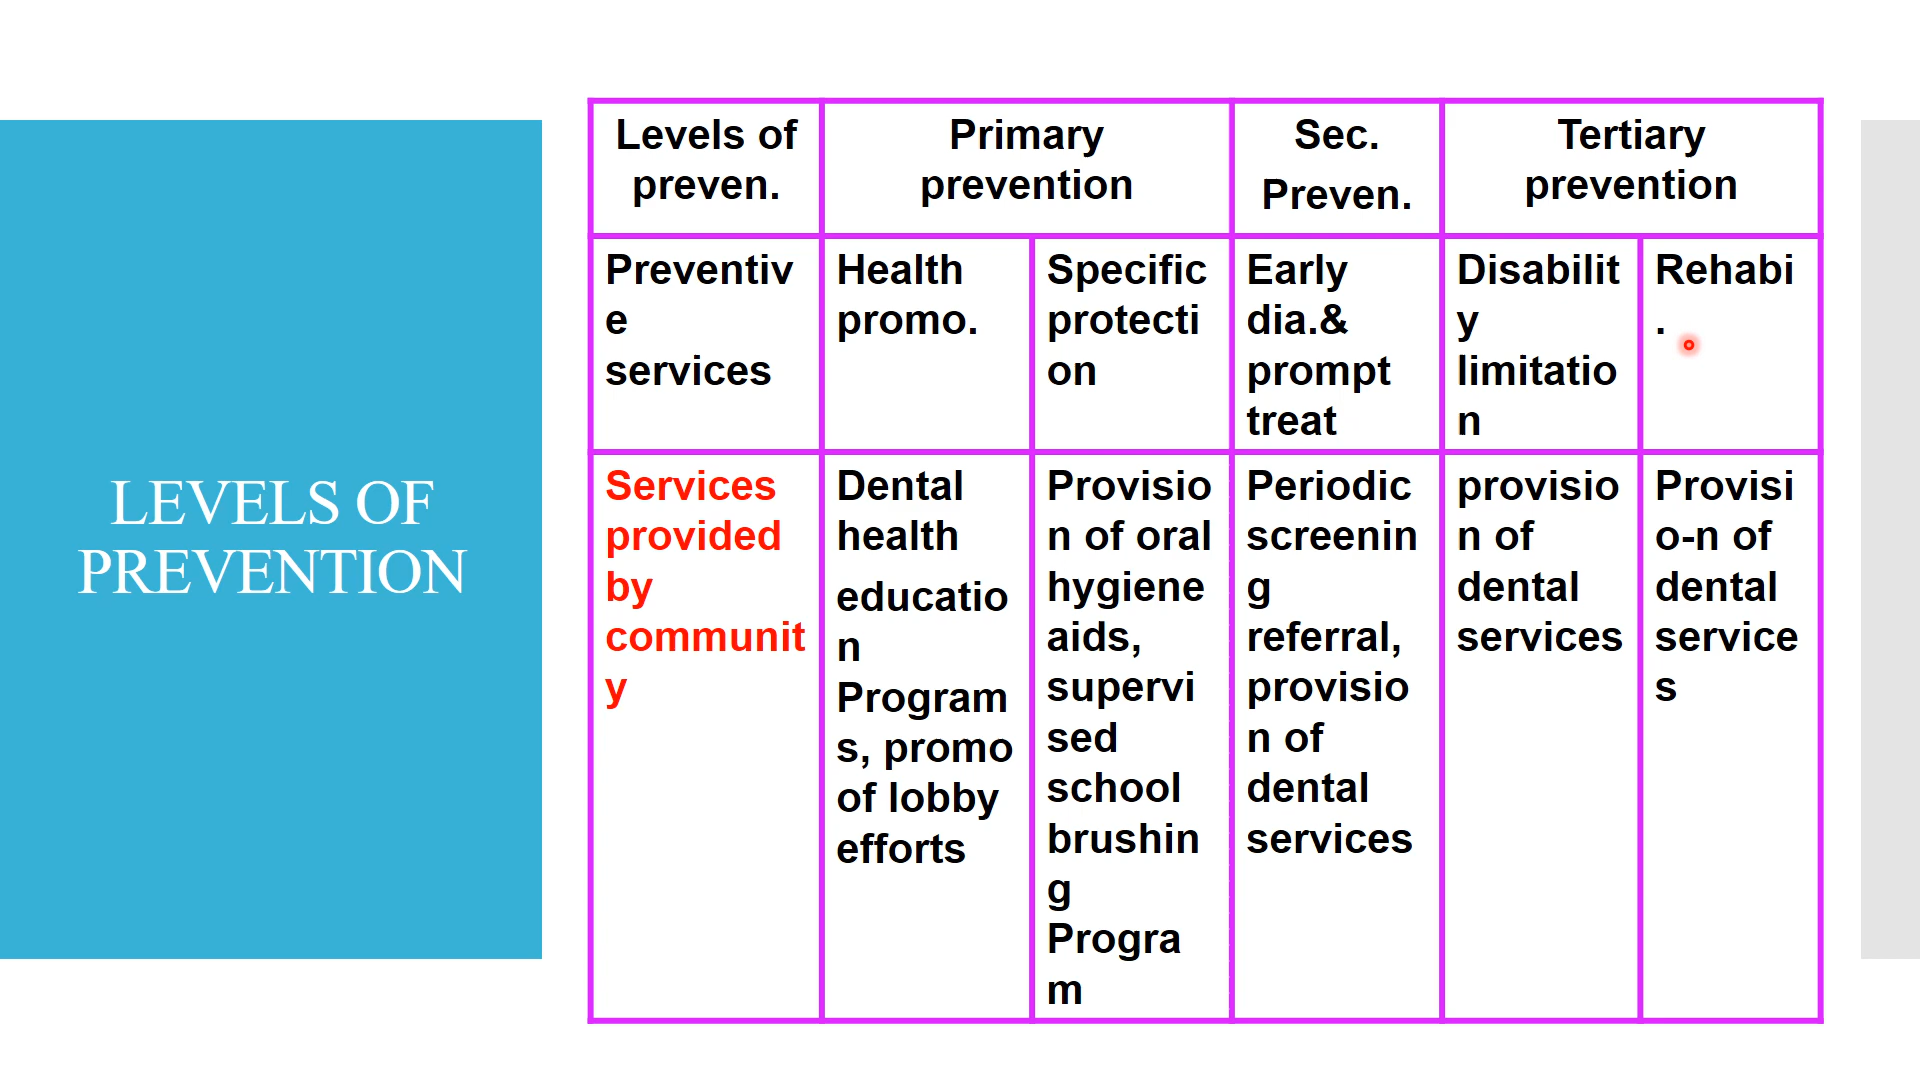 LEVELS OF
PREVENTION
Levels of
preven.
Primary
prevention
Sec.
Preven.
Tertiary
prevention
Preventiv
e
services
Health
promo.
Specific
protecti
on
Early
dia.&
prompt
treat
Disabilit
y
limitatio
n
Rehabi
.
Services
provided
by
communit
y
Dental
health
educatio
n
Program
s, promo
of lobby
efforts
Provisio
n of oral
hygiene
aids,
supervi
sed
school
brushin
g
Progra
m
Periodic
screenin
g
referral,
provisio
n of
dental
services
provisio
n of
dental
services
Provisi
o-n of
dental
service
s